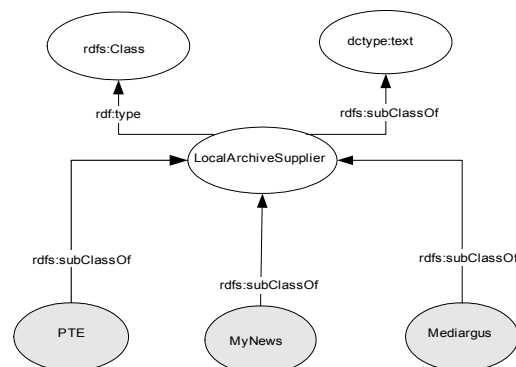 rdfs:Class
dctype:text
rdf:type
rdfs:subClassOf
LocalArchiveSupplier
rdfs:subClassOf
rdfs:subClassOf
rdfs:subClassOf
PTE
MyNews
Mediargus